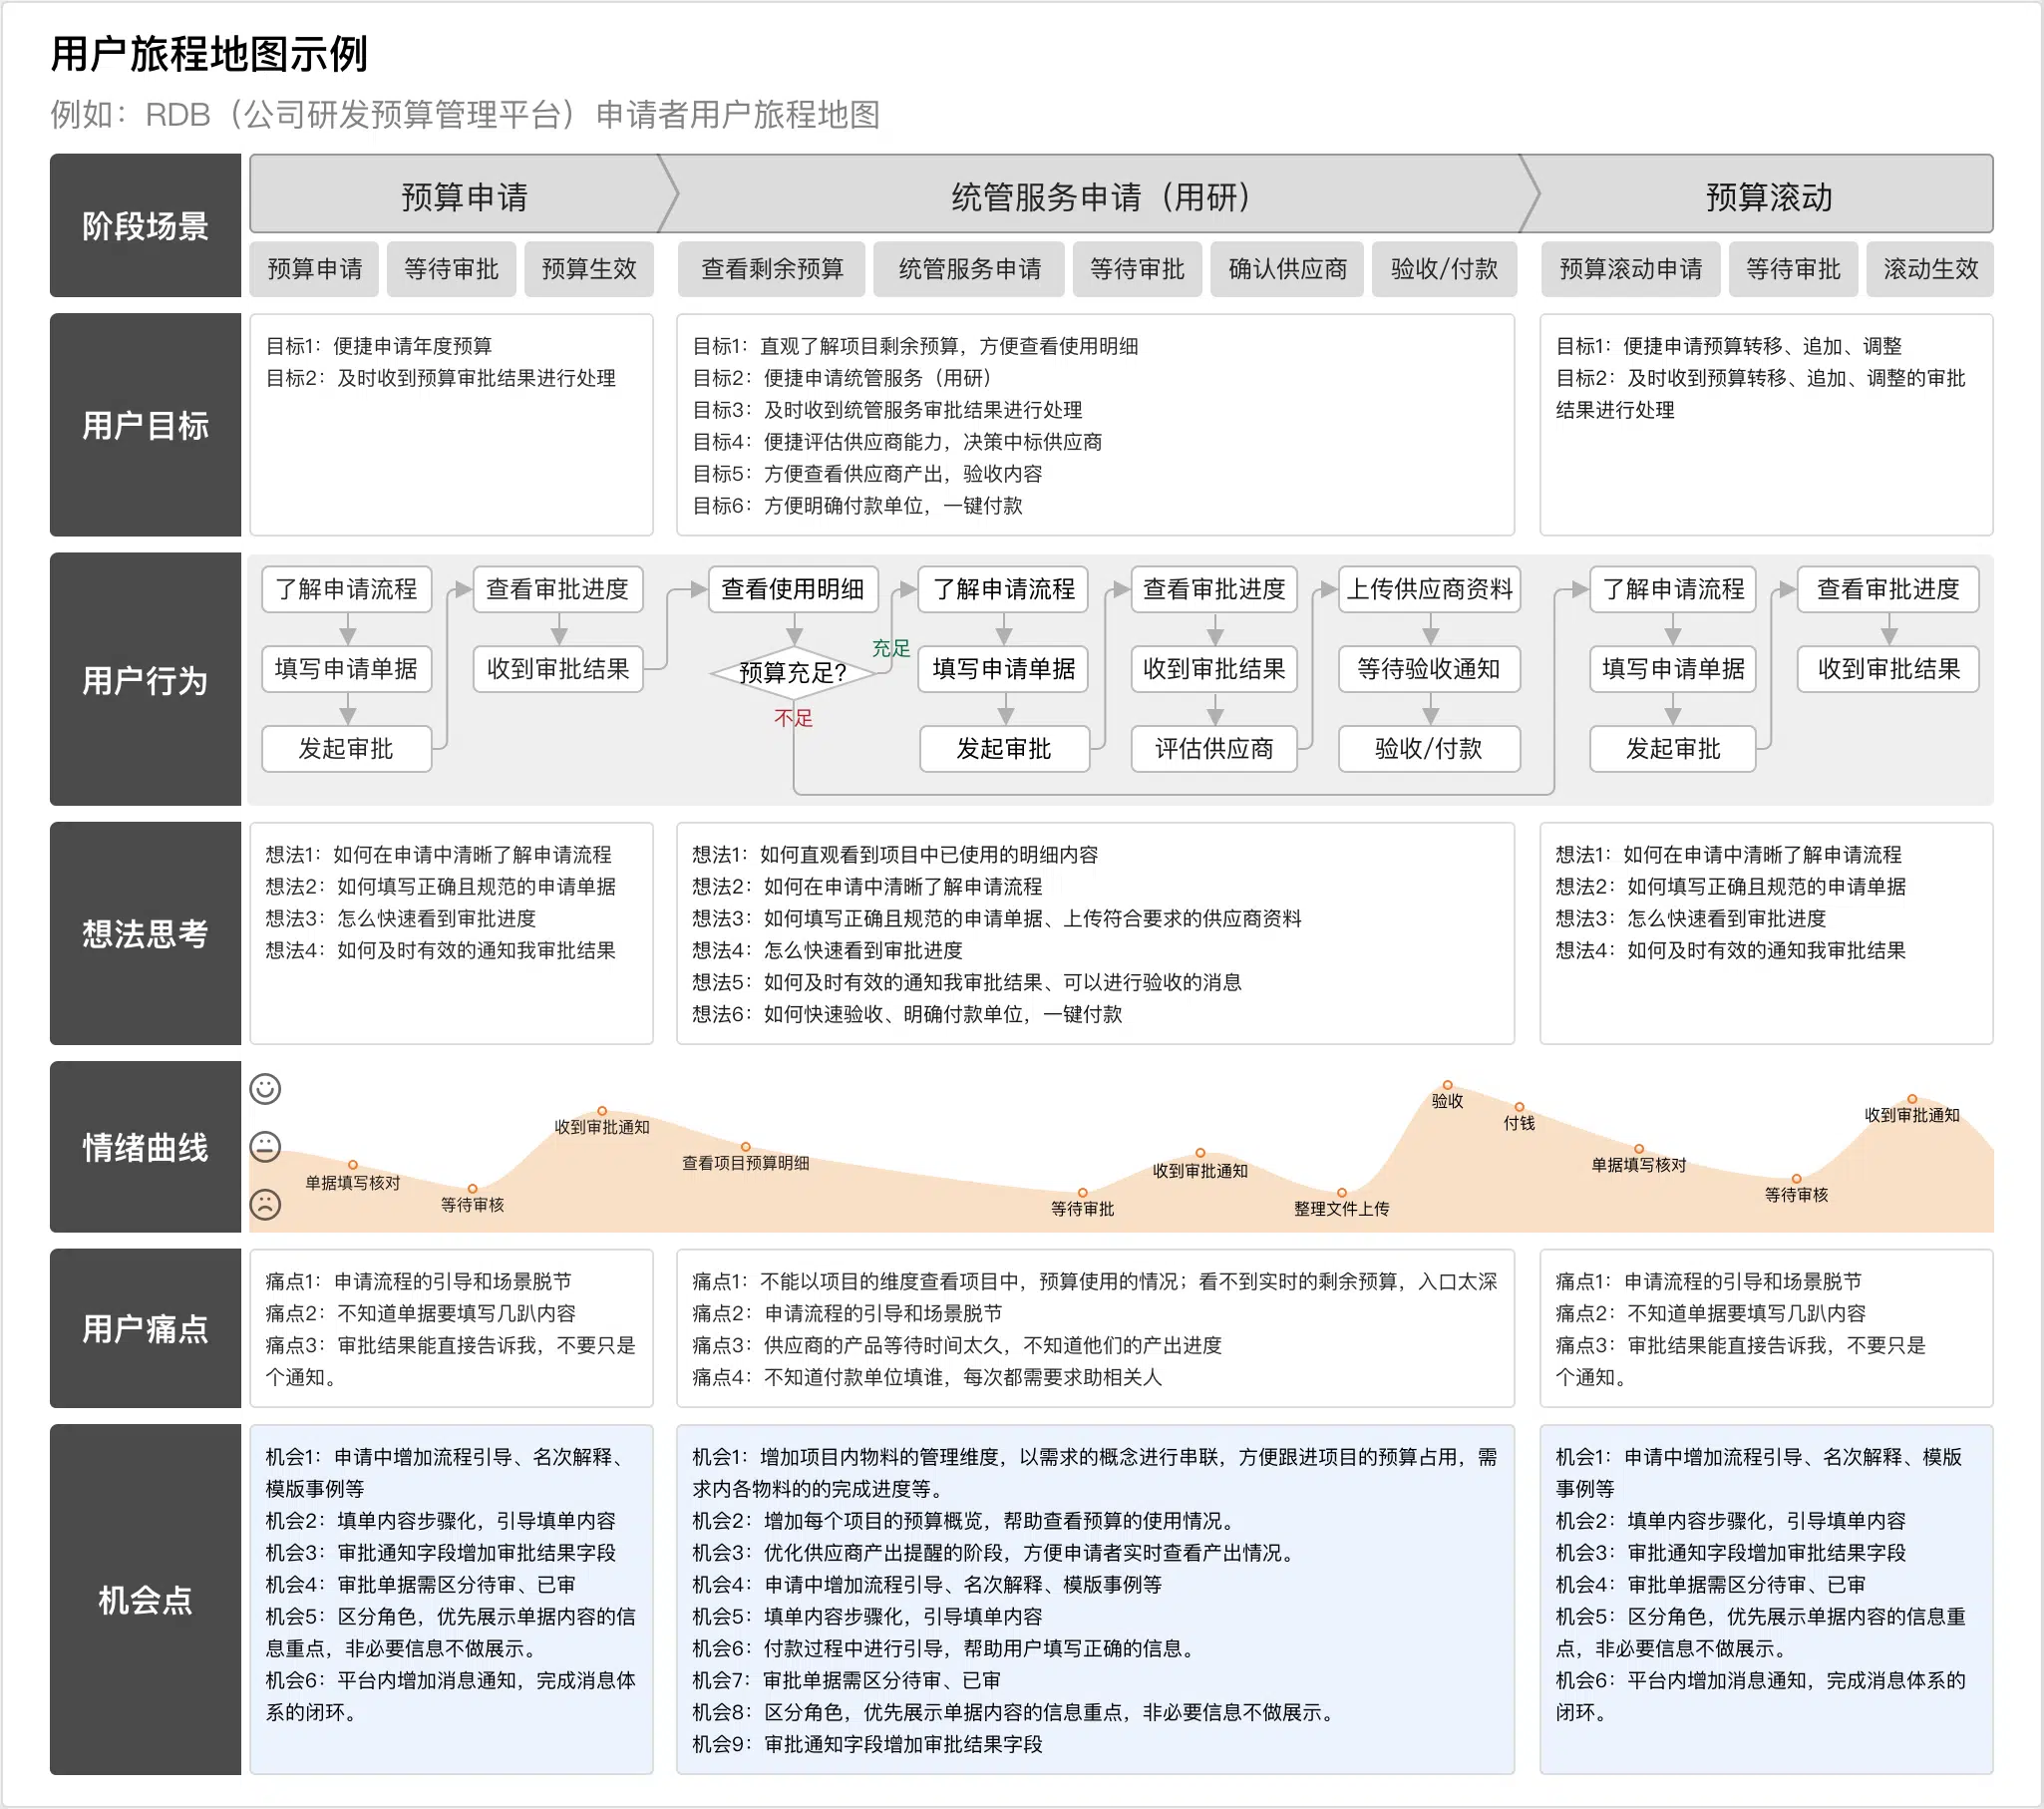 用户旅程地图示例
例如：RDB（公司研发预算管理平台）申请者用户旅程地图
阶段场景
预算申请
统管服务申请（用研）
预算滚动
预算申请
等待审批
预算生效
查看剩余预算
统管服务申请
等待审批
确认供应商
验收/付款
预算滚动申请
等待审批
滚动生效
用户目标
目标1：便捷申请年度预算
目标2：及时收到预算审批结果进行处理
目标1：直观了解项目剩余预算，方便查看使用明细
目标2：便捷申请统管服务（用研）
目标3：及时收到统管服务审批结果进行处理
目标4：便捷评估供应商能力，决策中标供应商
目标5：方便查看供应商产出，验收内容
目标6：方便明确付款单位，一键付款
目标1：便捷申请预算转移、追加、调整
目标2：及时收到预算转移、追加、调整的审批
结果进行处理
用户行为
了解申请流程
填写申请单据
发起审批
查看审批进度
收到审批结果
查看使用明细
预算充足?
充足
不足
了解申请流程
填写申请单据
发起审批
查看审批进度
收到审批结果
评估供应商
上传供应商资料
等待验收通知
验收/付款
了解申请流程
填写申请单据
发起审批
查看审批进度
收到审批结果
想法思考
想法1：如何在申请中清晰了解申请流程
想法2：如何填写正确且规范的申请单据
想法3：怎么快速看到审批进度
想法4：如何及时有效的通知我审批结果
想法1：如何直观看到项目中已使用的明细内容
想法2：如何在申请中清晰了解申请流程
想法3：如何填写正确且规范的申请单据、上传符合要求的供应商资料
想法4：怎么快速看到审批进度
想法5：如何及时有效的通知我审批结果、可以进行验收的消息
想法6：如何快速验收、明确付款单位，一键付款
想法1：如何在申请中清晰了解申请流程
想法2：如何填写正确且规范的申请单据
想法3：怎么快速看到审批进度
想法4：如何及时有效的通知我审批结果
情绪曲线
单据填写核对
等待审核
收到审批通知
查看项目预算明细
等待审批
收到审批通知
整理文件上传
验收
付钱
单据填写核对
等待审核
收到审批通知
用户痛点
痛点1：申请流程的引导和场景脱节
痛点2：不知道单据要填写几趴内容
痛点3：审批结果能直接告诉我，不要只是
个通知。
痛点1：不能以项目的维度查看项目中，预算使用的情况；看不到实时的剩余预算，入口太深
痛点2：申请流程的引导和场景脱节
痛点3：供应商的产品等待时间太久，不知道他们的产出进度
痛点4：不知道付款单位填谁，每次都需要求助相关人
痛点1：申请流程的引导和场景脱节
痛点2：不知道单据要填写几趴内容
痛点3：审批结果能直接告诉我，不要只是
个通知。
机会点
机会1：申请中增加流程引导、名次解释、
模版事例等
机会2：填单内容步骤化，引导填单内容
机会3：审批通知字段增加审批结果字段
机会4：审批单据需区分待审、已审
机会5：区分角色，优先展示单据内容的信
息重点，非必要信息不做展示。
机会6：平台内增加消息通知，完成消息体
系的闭环。
机会1：增加项目内物料的管理维度，以需求的概念进行串联，方便跟进项目的预算占用，需
求内各物料的的完成进度等。
机会2：增加每个项目的预算概览，帮助查看预算的使用情况。
机会3：优化供应商产出提醒的阶段，方便申请者实时查看产出情况。
机会4：申请中增加流程引导、名次解释、模版事例等
机会5：填单内容步骤化，引导填单内容
机会6：付款过程中进行引导，帮助用户填写正确的信息。
机会7：审批单据需区分待审、已审
机会8：区分角色，优先展示单据内容的信息重点，非必要信息不做展示。
机会9：审批通知字段增加审批结果字段
机会1：申请中增加流程引导、名次解释、模版
事例等
机会2：填单内容步骤化，引导填单内容
机会3：审批通知字段增加审批结果字段
机会4：审批单据需区分待审、已审
机会5：区分角色，优先展示单据内容的信息重
点，非必要信息不做展示。
机会6：平台内增加消息通知，完成消息体系的
闭环。